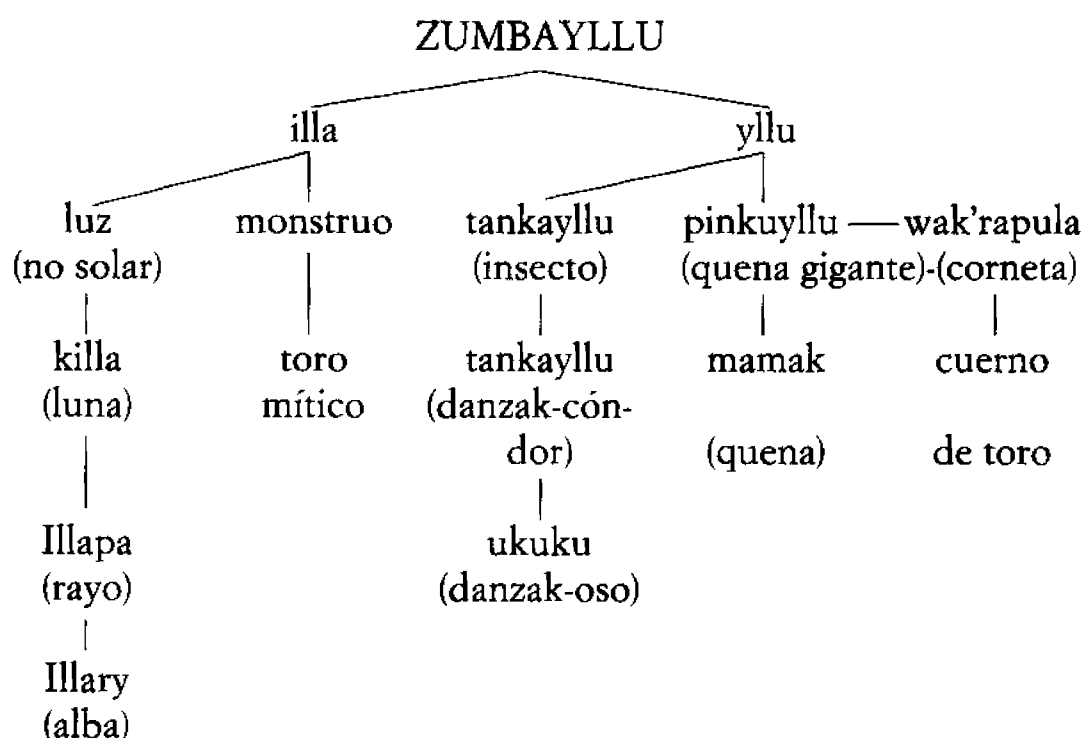 ZUMBAYLLU
illa yllu
luz monstruo tankayllu pinkuyllu — wak'rapula
(no solar) (insecto) (quena gigante)-(corneta)
killa toro tankayllu mamak cuerno
(luna) mítico (danzak-cón-
dor) (quena) de toro
Illapa ukuku
(rayo) (danzak-oso)
Illary
(alba)